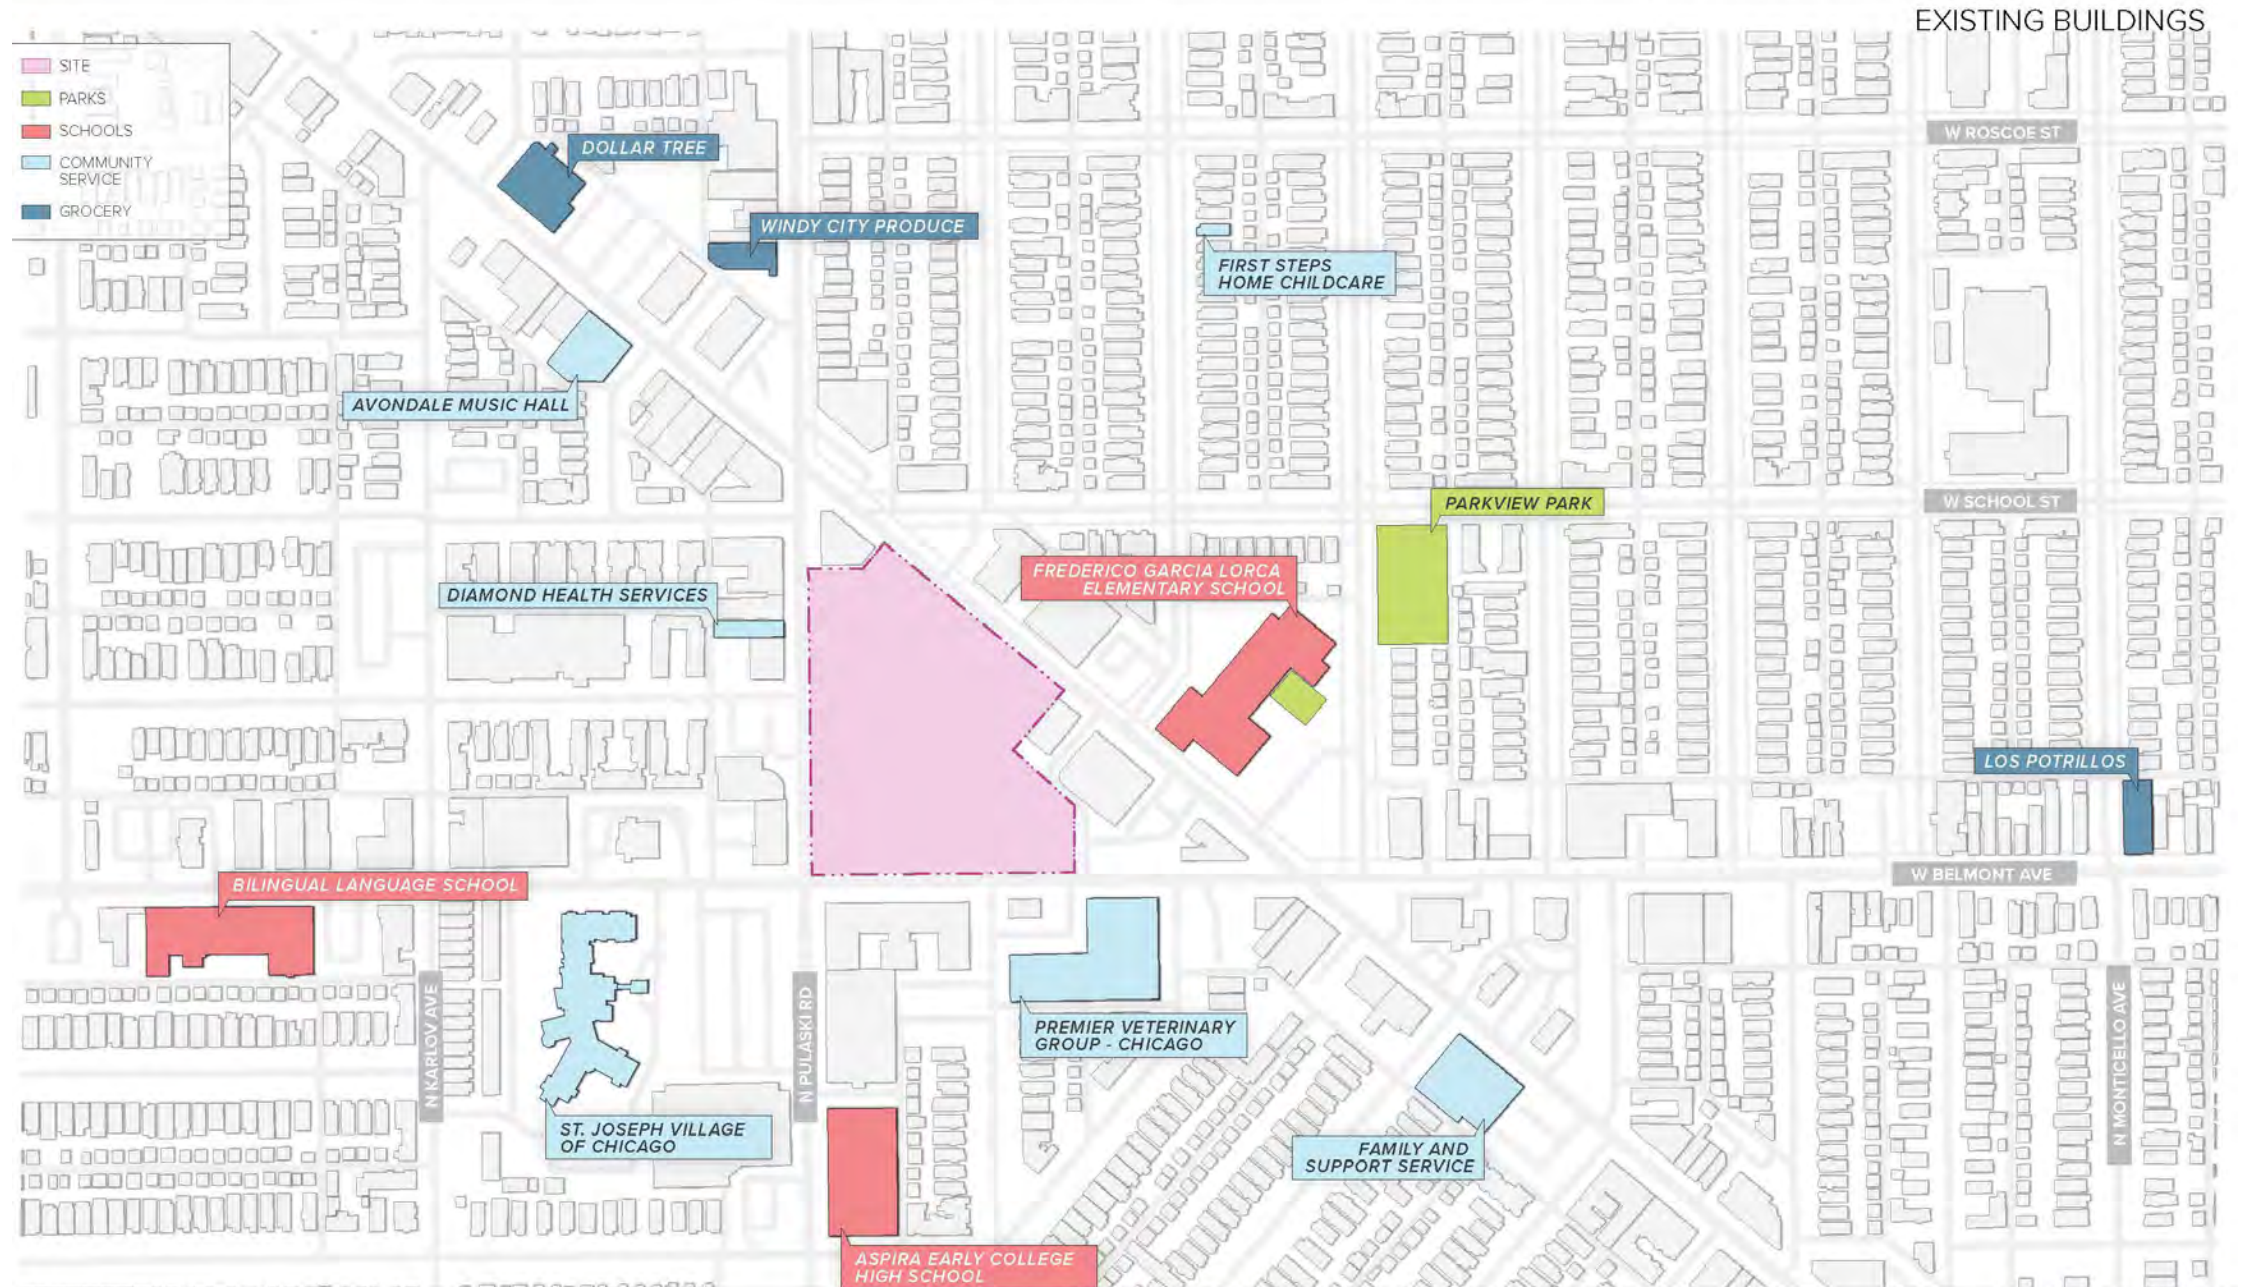 EXISTING BUILDINGS
SITE
PARKS
SCHOOLS
COMMUNITY
SERVICE
GROCERY
W ROSCOE ST
DOLLAR TREE
WINDY CITY PRODUCE
FIRST STEPS
HOME CHILDCARE
AVONDALE MUSIC HALL
PARKVIEW PARK
W SCHOOL ST
FREDERICO GARCIA LORCA
ELEMENTARY SCHOOL
DIAMOND HEALTH SERVICES
LOS POTRILLOS
W BELMONT AVE
BILINGUAL LANGUAGE SCHOOL
N KARLOV AVE
N PULASKI RD
N MONTICELLO AVE
PREMIER VETERINARY
GROUP - CHICAGO
ST. JOSEPH VILLAGE
OF CHICAGO
FAMILY AND
SUPPORT SERVICE
ASPIRA EARLY COLLEGE
HIGH SCHOOL